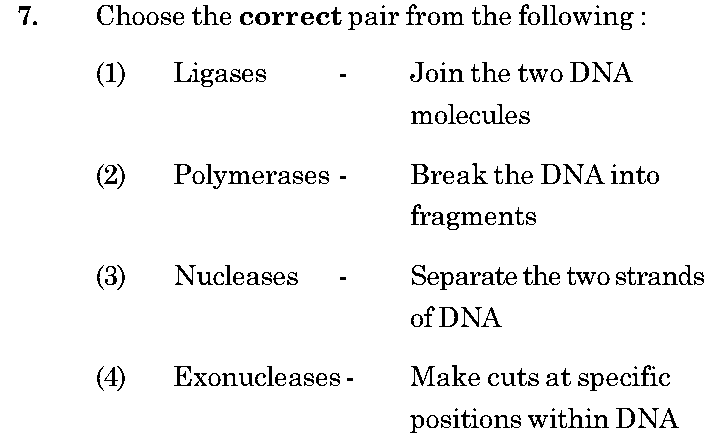 7. Choose the correct pair from the following :
(1) Ligases - Join the two DNA
molecules
(2) Polymerases - Break the DNA into
fragments
(3) Nucleases - Separate the two strands
of DNA
(4) Exonucleases - Make cuts at specific
positions within DNA